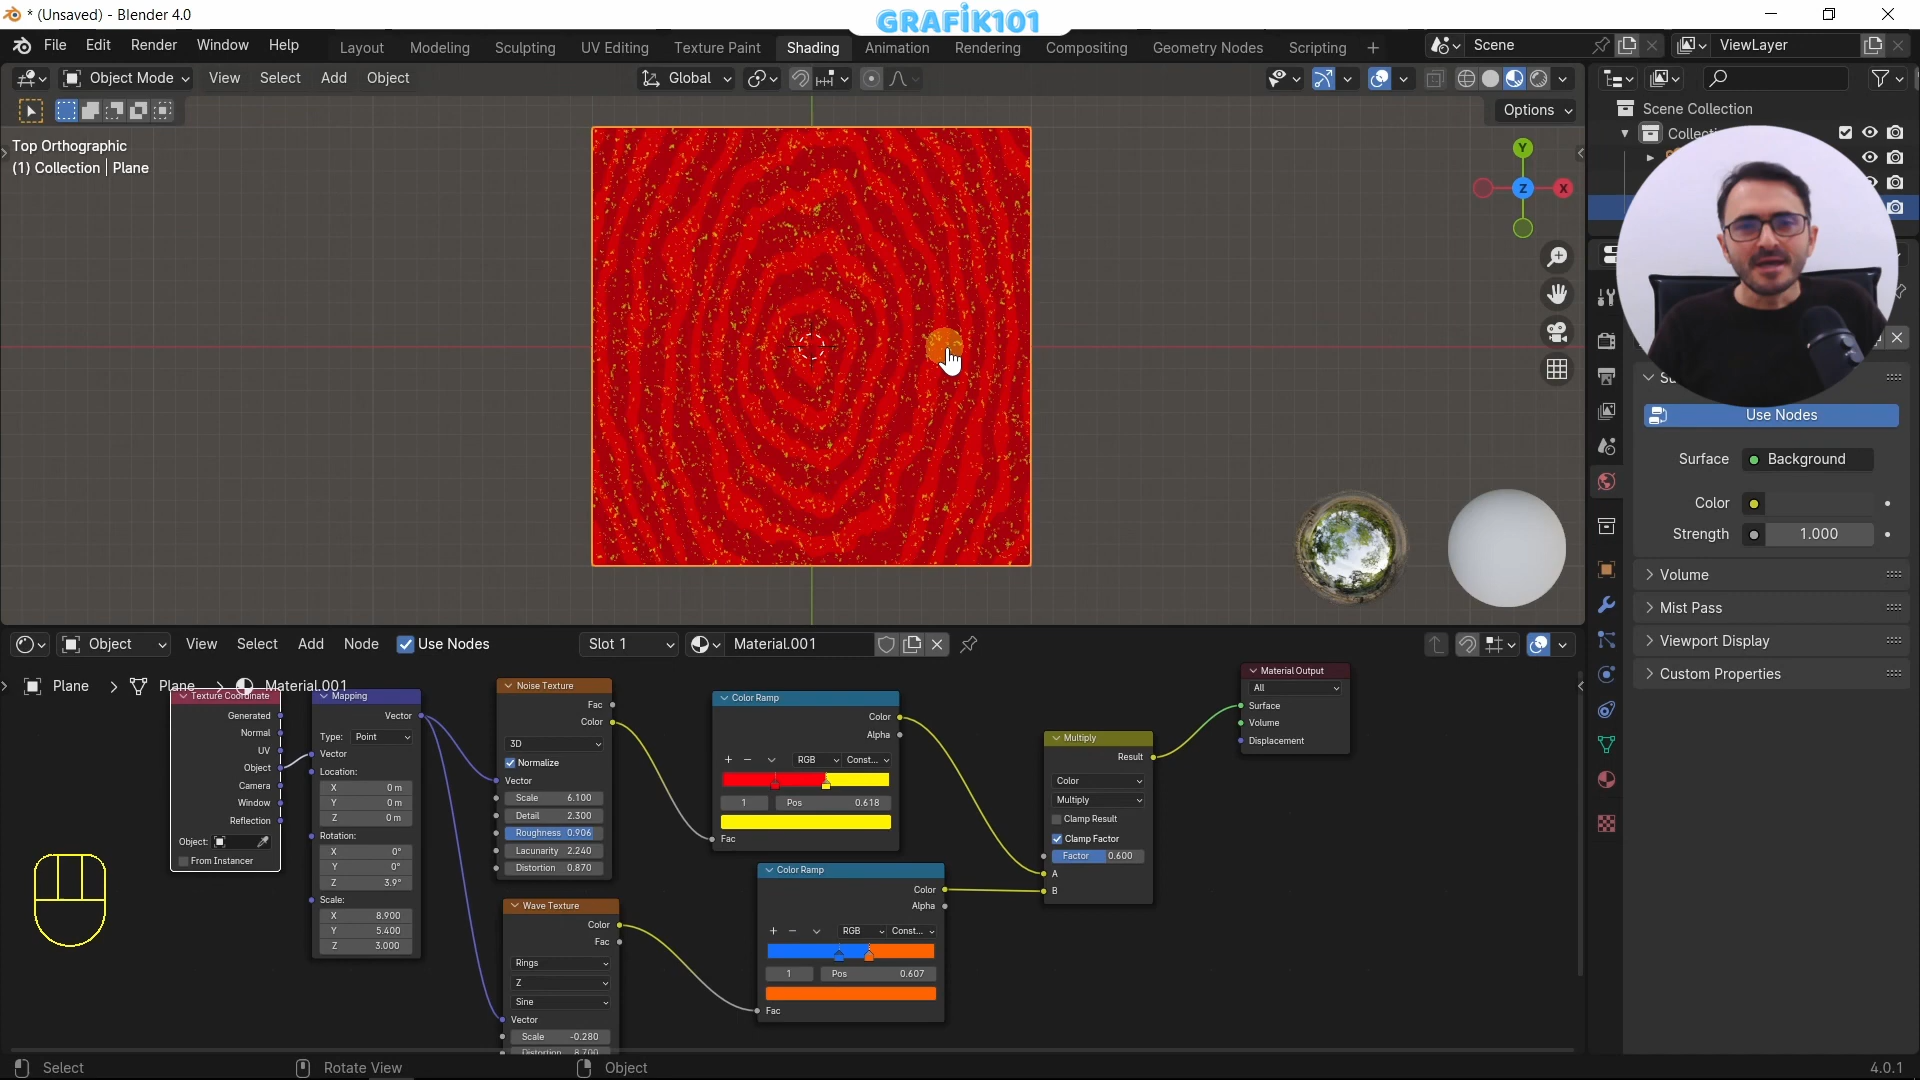 * (Unsaved) - Blender 4.0
GRAFİK101
File Edit Render Window Help
Layout Modeling Sculpting UV Editing Texture Paint Shading Animation Rendering Compositing Geometry Nodes Scripting +
Scene
ViewLayer
Object Mode View Select Add Object
Global
Options
Top Orthographic
(1) Collection | Plane
Y
Z
X
Scene Collection
Use Nodes
Surface Background
Color
Strength 1.000
Volume
Mist Pass
Viewport Display
Custom Properties
Object View Select Add Node Use Nodes Slot 1 Material.001
Plane > Plane > Material.001
Texture Coordinate
Generated
Normal
UV
Object
Camera
Window
Reflection
Object:
From Instancer
Mapping
Vector
Type: Point
Vector
Location:
X 0 m
Y 0 m
Z 0 m
Rotation:
X 0°
Y 0°
Z 3.9°
Scale:
X 8.900
Y 5.400
Z 3.000
Noise Texture
Fac
Color
3D
Normalize
Vector
Scale 6.100
Detail 2.300
Roughness 0.906
Lacunarity 2.240
Distortion 0.870
Wave Texture
Color
Fac
Rings
Z
Sine
Vector
Scale -0.280
Distortion 8.700
Color Ramp
Color
Alpha
+ − RGB Const...
1 Pos 0.618
Fac
Color Ramp
Color
Alpha
+ − RGB Const...
1 Pos 0.607
Fac
Multiply
Result
Color
Multiply
Clamp Result
Clamp Factor
Factor 0.600
A
B
Material Output
All
Surface
Volume
Displacement
Select
Rotate View
Object
4.0.1